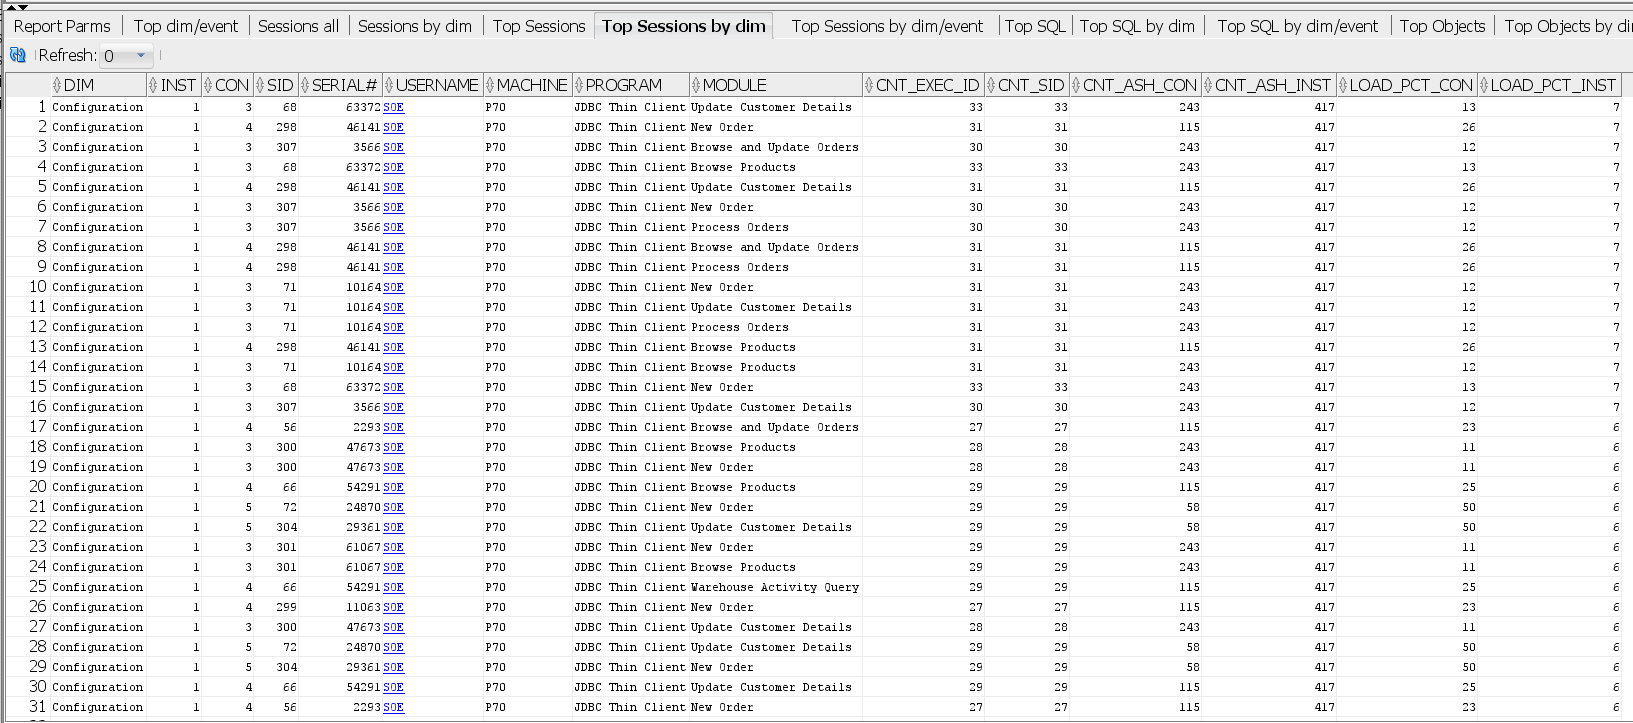 Report Parms Top dim/event Sessions all Sessions by dim Top Sessions Top Sessions by dim Top Sessions by dim/event Top SQL Top SQL by dim Top SQL by dim/event Top Objects Top Objects by di
Refresh: 0
DIM INST CON SID SERIAL# USERNAME MACHINE PROGRAM MODULE CNT_EXEC_ID CNT_SID CNT_ASH_CON CNT_ASH_INST LOAD_PCT_CON LOAD_PCT_INST
1 Configuration 1 3 68 63372 SOE P70 JDBC Thin Client Update Customer Details 33 33 243 417 13 7
2 Configuration 1 4 298 46141 SOE P70 JDBC Thin Client New Order 31 31 115 417 26 7
3 Configuration 1 3 307 3566 SOE P70 JDBC Thin Client Browse and Update Orders 30 30 243 417 12 7
4 Configuration 1 3 68 63372 SOE P70 JDBC Thin Client Browse Products 33 33 243 417 13 7
5 Configuration 1 4 298 46141 SOE P70 JDBC Thin Client Update Customer Details 31 31 115 417 26 7
6 Configuration 1 3 307 3566 SOE P70 JDBC Thin Client New Order 30 30 243 417 12 7
7 Configuration 1 3 307 3566 SOE P70 JDBC Thin Client Process Orders 30 30 243 417 12 7
8 Configuration 1 4 298 46141 SOE P70 JDBC Thin Client Browse and Update Orders 31 31 115 417 26 7
9 Configuration 1 4 298 46141 SOE P70 JDBC Thin Client Process Orders 31 31 115 417 26 7
10 Configuration 1 3 71 10164 SOE P70 JDBC Thin Client New Order 31 31 243 417 12 7
11 Configuration 1 3 71 10164 SOE P70 JDBC Thin Client Update Customer Details 31 31 243 417 12 7
12 Configuration 1 3 71 10164 SOE P70 JDBC Thin Client Process Orders 31 31 243 417 12 7
13 Configuration 1 4 298 46141 SOE P70 JDBC Thin Client Browse Products 31 31 115 417 26 7
14 Configuration 1 3 71 10164 SOE P70 JDBC Thin Client Browse Products 31 31 243 417 12 7
15 Configuration 1 3 68 63372 SOE P70 JDBC Thin Client New Order 33 33 243 417 13 7
16 Configuration 1 3 307 3566 SOE P70 JDBC Thin Client Update Customer Details 30 30 243 417 12 7
17 Configuration 1 4 56 2293 SOE P70 JDBC Thin Client Browse and Update Orders 27 27 115 417 23 6
18 Configuration 1 3 300 47673 SOE P70 JDBC Thin Client Browse Products 28 28 243 417 11 6
19 Configuration 1 3 300 47673 SOE P70 JDBC Thin Client New Order 28 28 243 417 11 6
20 Configuration 1 4 66 54291 SOE P70 JDBC Thin Client Browse Products 29 29 115 417 25 6
21 Configuration 1 5 72 24870 SOE P70 JDBC Thin Client New Order 29 29 58 417 50 6
22 Configuration 1 5 304 29361 SOE P70 JDBC Thin Client Update Customer Details 29 29 58 417 50 6
23 Configuration 1 3 301 61067 SOE P70 JDBC Thin Client New Order 29 29 243 417 11 6
24 Configuration 1 3 301 61067 SOE P70 JDBC Thin Client Browse Products 29 29 243 417 11 6
25 Configuration 1 4 66 54291 SOE P70 JDBC Thin Client Warehouse Activity Query 29 29 115 417 25 6
26 Configuration 1 4 299 11063 SOE P70 JDBC Thin Client New Order 27 27 115 417 23 6
27 Configuration 1 3 300 47673 SOE P70 JDBC Thin Client Update Customer Details 28 28 243 417 11 6
28 Configuration 1 5 72 24870 SOE P70 JDBC Thin Client Update Customer Details 29 29 58 417 50 6
29 Configuration 1 5 304 29361 SOE P70 JDBC Thin Client New Order 29 29 58 417 50 6
30 Configuration 1 4 66 54291 SOE P70 JDBC Thin Client Update Customer Details 29 29 115 417 25 6
31 Configuration 1 4 56 2293 SOE P70 JDBC Thin Client New Order 27 27 115 417 23 6